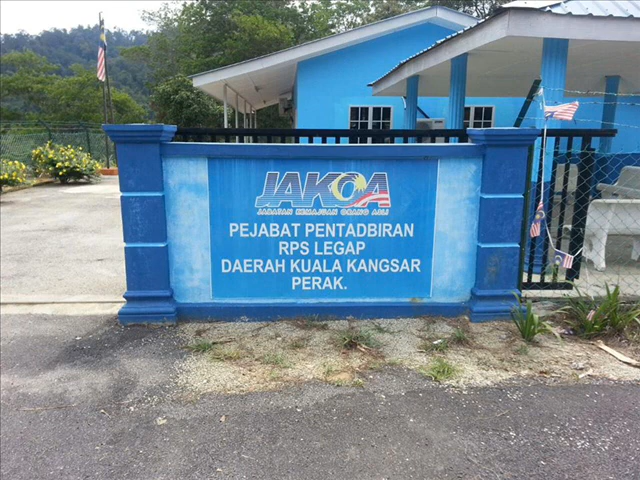 JAKOA
JABATAN KEMAJUAN ORANG ASLI
PEJABAT PENTADBIRAN
RPS LEGAP
DAERAH KUALA KANGSAR
PERAK.